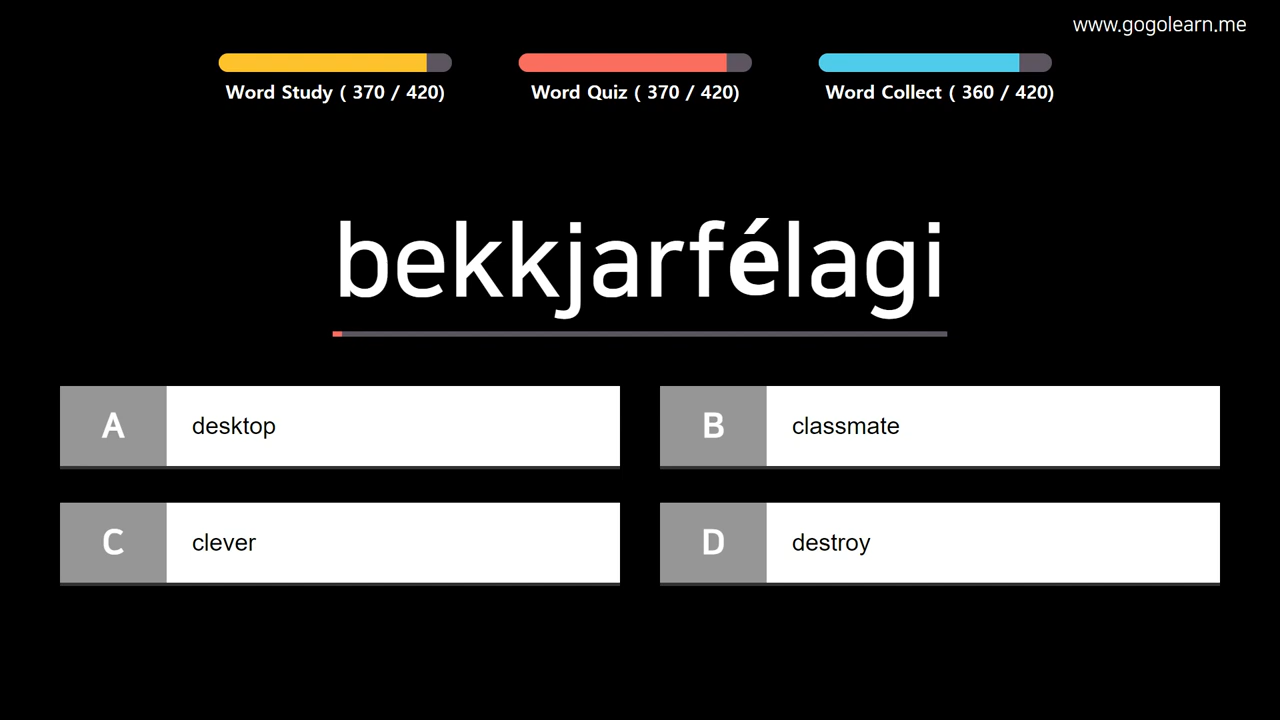 www.gogolearn.me
Word Study ( 370 / 420)
Word Quiz ( 370 / 420)
Word Collect ( 360 / 420)
bekkjarfélagi
A desktop
B classmate
C clever
D destroy